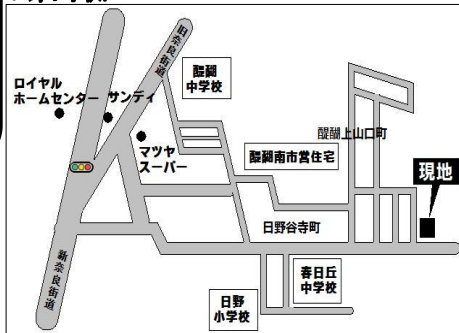 旧奈良街道
醍醐
中学校
ロイヤル
ホームセンター
サンディ
醍醐上山口町
マツヤ
スーパー
醍醐南市営住宅
現地
日野谷寺町
新奈良街道
春日丘
中学校
日野
小学校